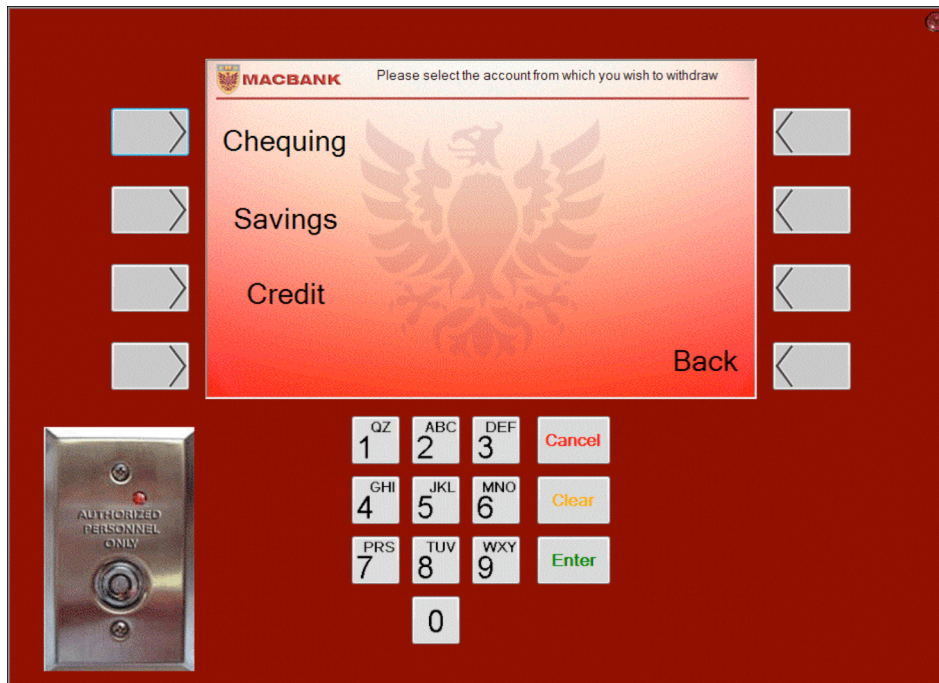 MACBANK
Please select the account from which you wish to withdraw
Chequing
Savings
Credit
Back
QZ ABC DEF
1 2 3 Cancel
GHI JKL MNO
4 5 6 Clear
PRS TUV WXY
7 8 9 Enter
0
AUTHORIZED
PERSONNEL
ONLY